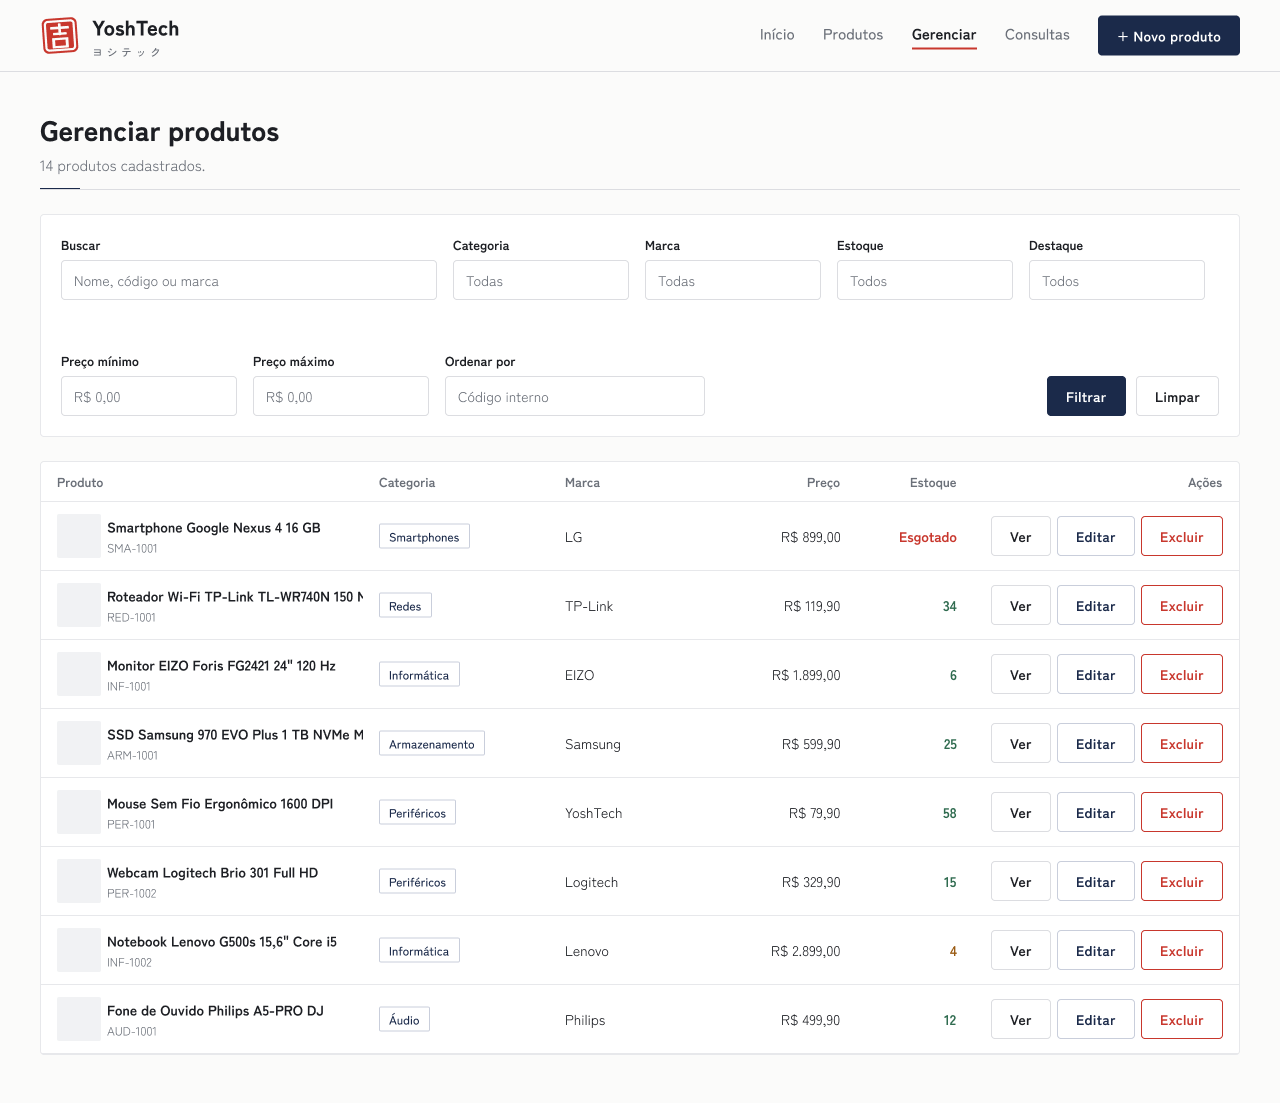 吉 YoshTech
ヨシテック
Início Produtos Gerenciar Consultas + Novo produto
Gerenciar produtos
14 produtos cadastrados.
Buscar Categoria Marca Estoque Destaque
Nome, código ou marca Todas Todas Todos Todos
Preço mínimo Preço máximo Ordenar por
R$ 0,00 R$ 0,00 Código interno Filtrar Limpar
Produto Categoria Marca Preço Estoque Ações
Smartphone Google Nexus 4 16 GB
SMA-1001
Smartphones LG R$ 899,00 Esgotado Ver Editar Excluir
Roteador Wi-Fi TP-Link TL-WR740N 150 N
RED-1001
Redes TP-Link R$ 119,90 34 Ver Editar Excluir
Monitor EIZO Foris FG2421 24" 120 Hz
INF-1001
Informática EIZO R$ 1.899,00 6 Ver Editar Excluir
SSD Samsung 970 EVO Plus 1 TB NVMe M
ARM-1001
Armazenamento Samsung R$ 599,90 25 Ver Editar Excluir
Mouse Sem Fio Ergonômico 1600 DPI
PER-1001
Periféricos YoshTech R$ 79,90 58 Ver Editar Excluir
Webcam Logitech Brio 301 Full HD
PER-1002
Periféricos Logitech R$ 329,90 15 Ver Editar Excluir
Notebook Lenovo G500s 15,6" Core i5
INF-1002
Informática Lenovo R$ 2.899,00 4 Ver Editar Excluir
Fone de Ouvido Philips A5-PRO DJ
AUD-1001
Áudio Philips R$ 499,90 12 Ver Editar Excluir